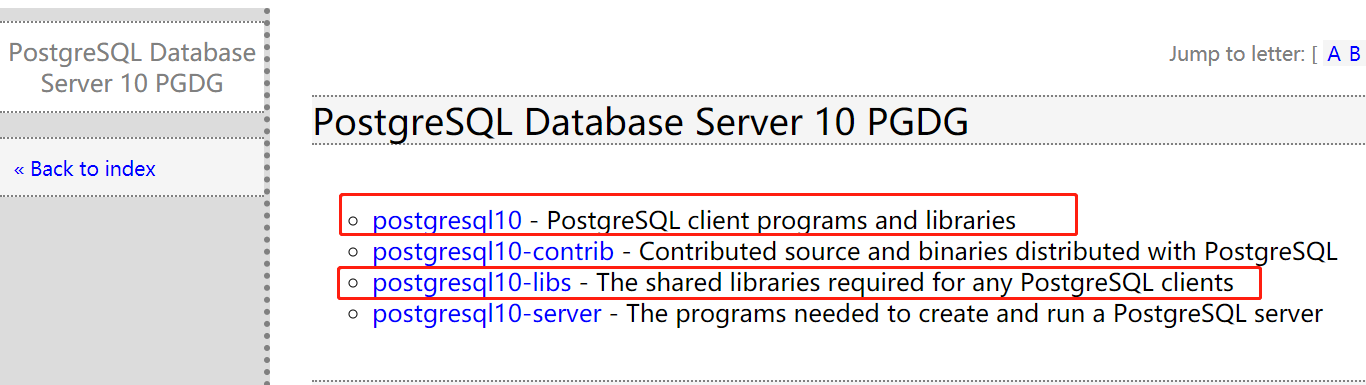 PostgreSQL Database
Server 10 PGDG
« Back to index
Jump to letter: [ A B
PostgreSQL Database Server 10 PGDG
postgresql10 - PostgreSQL client programs and libraries
postgresql10-contrib - Contributed source and binaries distributed with PostgreSQL
postgresql10-libs - The shared libraries required for any PostgreSQL clients
postgresql10-server - The programs needed to create and run a PostgreSQL server